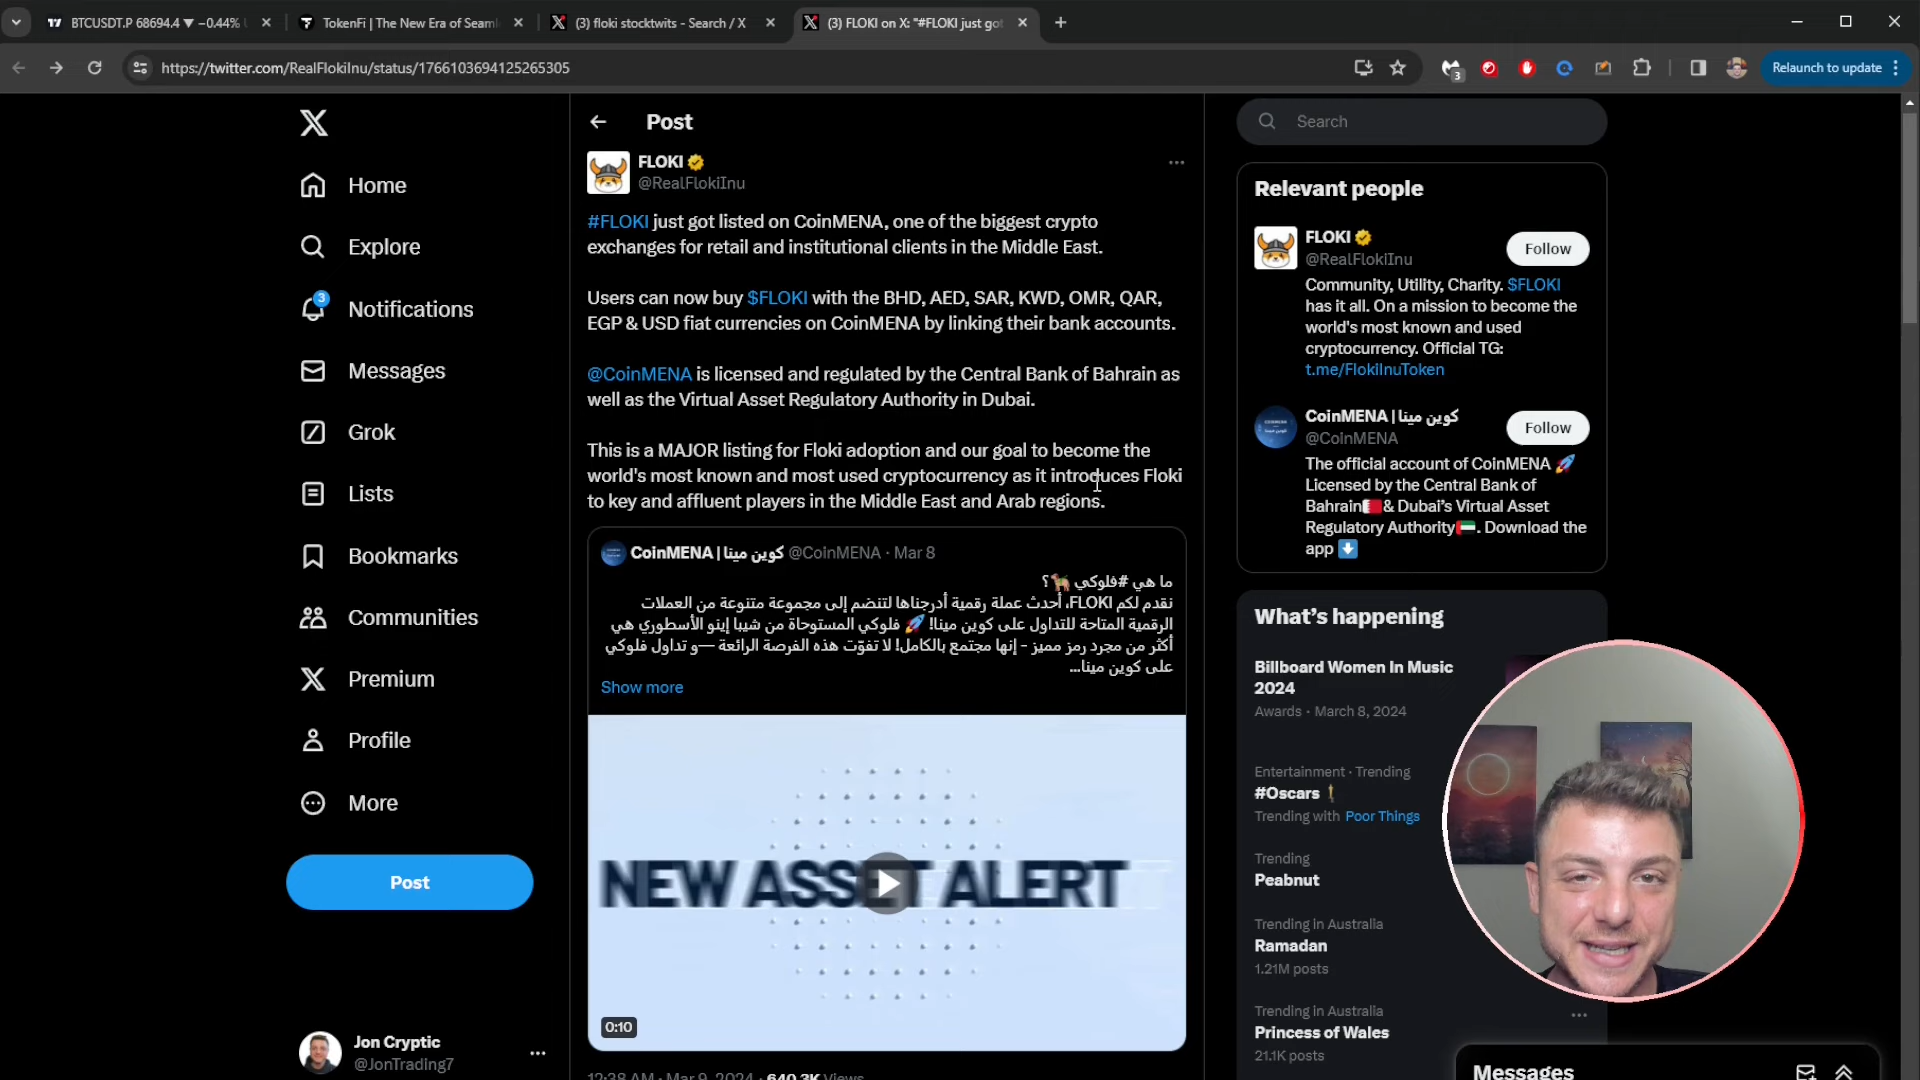 BTCUSDT.P 68694.4 ▼ −0.44%
TokenFi | The New Era of Seaml
(3) floki stocktwits - Search / X
(3) FLOKI on X: "#FLOKI just got
https://twitter.com/RealFlokiInu/status/1766103694125265305
3
Relaunch to update
Home
Explore
3
Notifications
Messages
Grok
Lists
Bookmarks
Communities
Premium
Profile
More
Post
Jon Cryptic
@JonTrading7
Post
FLOKI
@RealFlokiInu
#FLOKI just got listed on CoinMENA, one of the biggest crypto
exchanges for retail and institutional clients in the Middle East.
Users can now buy $FLOKI with the BHD, AED, SAR, KWD, OMR, QAR,
EGP & USD fiat currencies on CoinMENA by linking their bank accounts.
@CoinMENA is licensed and regulated by the Central Bank of Bahrain as
well as the Virtual Asset Regulatory Authority in Dubai.
This is a MAJOR listing for Floki adoption and our goal to become the
world's most known and most used cryptocurrency as it introduces Floki
to key and affluent players in the Middle East and Arab regions.
CoinMENA | كوين مينا @CoinMENA · Mar 8
ما هي #فلوكي 🐕؟
نقدم لكم FLOKI، أحدث عملة رقمية أدرجناها لتنضم إلى مجموعة متنوعة من العملات
الرقمية المتاحة للتداول على كوين مينا! 🚀 فلوكي المستوحاة من شيبا إينو الأسطوري هي
أكثر من مجرد رمز مميز - إنها مجتمع بالكامل! لا تفوّت هذه الفرصة الرائعة —و تداول فلوكي
على كوين مينا...
Show more
NEW ASSET ALERT
0:10
12:38 AM · Mar 9, 2024 · 640.3K Views
Search
Relevant people
FLOKI
@RealFlokiInu
Follow
Community, Utility, Charity. $FLOKI
has it all. On a mission to become the
world's most known and used
cryptocurrency. Official TG:
t.me/FlokiInuToken
CoinMENA | كوين مينا
@CoinMENA
Follow
The official account of CoinMENA 🚀
Licensed by the Central Bank of
Bahrain🇧🇭& Dubai's Virtual Asset
Regulatory Authority🇦🇪. Download the
app ⬇️
What's happening
Billboard Women In Music
2024
Awards · March 8, 2024
Entertainment · Trending
#Oscars
Trending with Poor Things
Trending
Peabnut
Trending in Australia
Ramadan
1.21M posts
Trending in Australia
Princess of Wales
21.1K posts
Messages